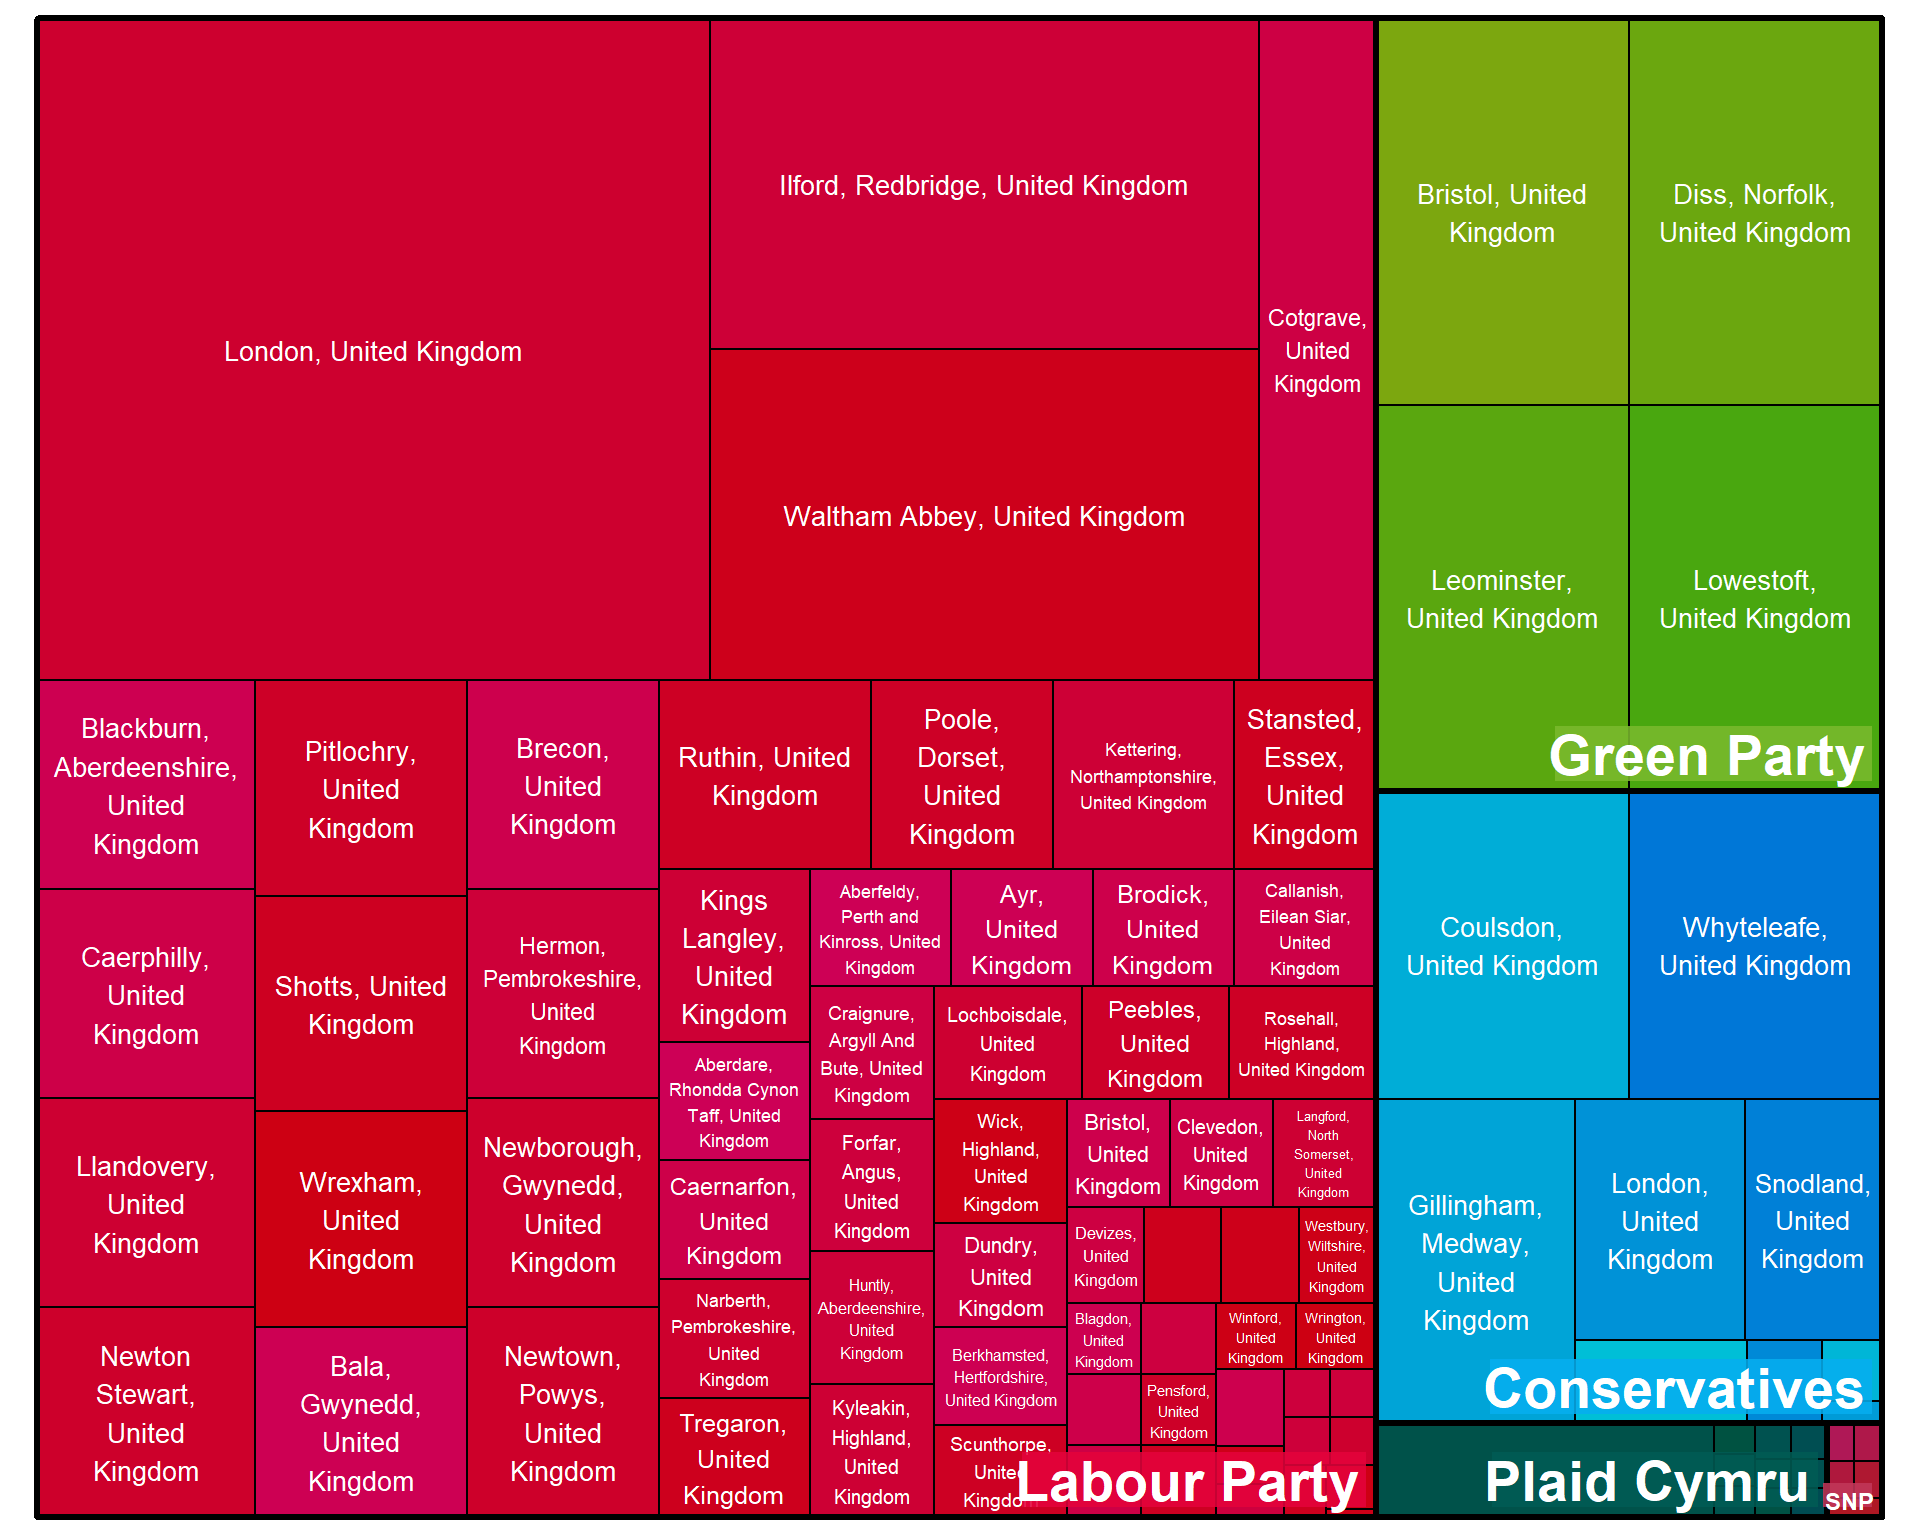 London, United Kingdom
Ilford, Redbridge, United Kingdom
Waltham Abbey, United Kingdom
Cotgrave,
United
Kingdom
Blackburn,
Aberdeenshire,
United
Kingdom
Caerphilly,
United
Kingdom
Llandovery,
United
Kingdom
Newton
Stewart,
United
Kingdom
Pitlochry,
United
Kingdom
Shotts, United
Kingdom
Wrexham,
United
Kingdom
Bala,
Gwynedd,
United
Kingdom
Brecon,
United
Kingdom
Hermon,
Pembrokeshire,
United
Kingdom
Newborough,
Gwynedd,
United
Kingdom
Newtown,
Powys,
United
Kingdom
Ruthin, United
Kingdom
Poole,
Dorset,
United
Kingdom
Kettering,
Northamptonshire,
United Kingdom
Stansted,
Essex,
United
Kingdom
Kings
Langley,
United
Kingdom
Aberdare,
Rhondda Cynon
Taff, United
Kingdom
Caernarfon,
United
Kingdom
Narberth,
Pembrokeshire,
United
Kingdom
Tregaron,
United
Kingdom
Aberfeldy,
Perth and
Kinross, United
Kingdom
Ayr,
United
Kingdom
Brodick,
United
Kingdom
Callanish,
Eilean Siar,
United
Kingdom
Craignure,
Argyll And
Bute, United
Kingdom
Forfar,
Angus,
United
Kingdom
Huntly,
Aberdeenshire,
United
Kingdom
Kyleakin,
Highland,
United
Kingdom
Lochboisdale,
United
Kingdom
Peebles,
United
Kingdom
Rosehall,
Highland,
United Kingdom
Wick,
Highland,
United
Kingdom
Dundry,
United
Kingdom
Berkhamsted,
Hertfordshire,
United Kingdom
Scunthorpe,
United
Kingdom
Bristol,
United
Kingdom
Clevedon,
United
Kingdom
Langford,
North
Somerset,
United
Kingdom
Devizes,
United
Kingdom
Westbury,
Wiltshire,
United
Kingdom
Blagdon,
United
Kingdom
Winford,
United
Kingdom
Wrington,
United
Kingdom
Pensford,
United
Kingdom
Labour Party
Bristol, United
Kingdom
Diss, Norfolk,
United Kingdom
Leominster,
United Kingdom
Lowestoft,
United Kingdom
Green Party
Coulsdon,
United Kingdom
Whyteleafe,
United Kingdom
Gillingham,
Medway,
United
Kingdom
London,
United
Kingdom
Snodland,
United
Kingdom
Conservatives
Plaid Cymru
SNP